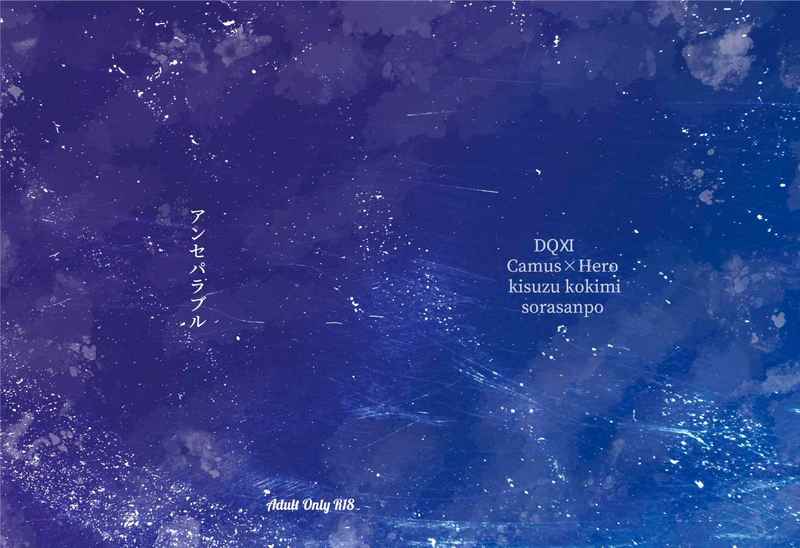 アンセパラブル
DQⅪ
Camus×Hero
kisuzu kokimi
sorasanpo
Adult Only R18